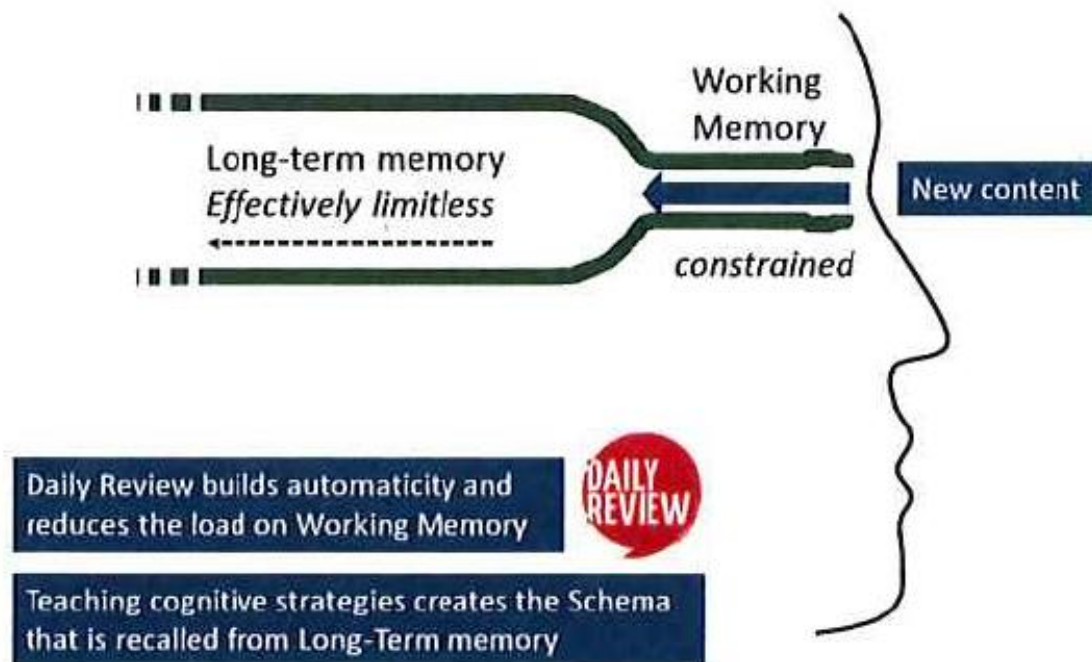 Working
Memory
Long-term memory
Effectively limitless
New content
constrained
Daily Review builds automaticity and
reduces the load on Working Memory
DAILY
REVIEW
Teaching cognitive strategies creates the Schema
that is recalled from Long-Term memory